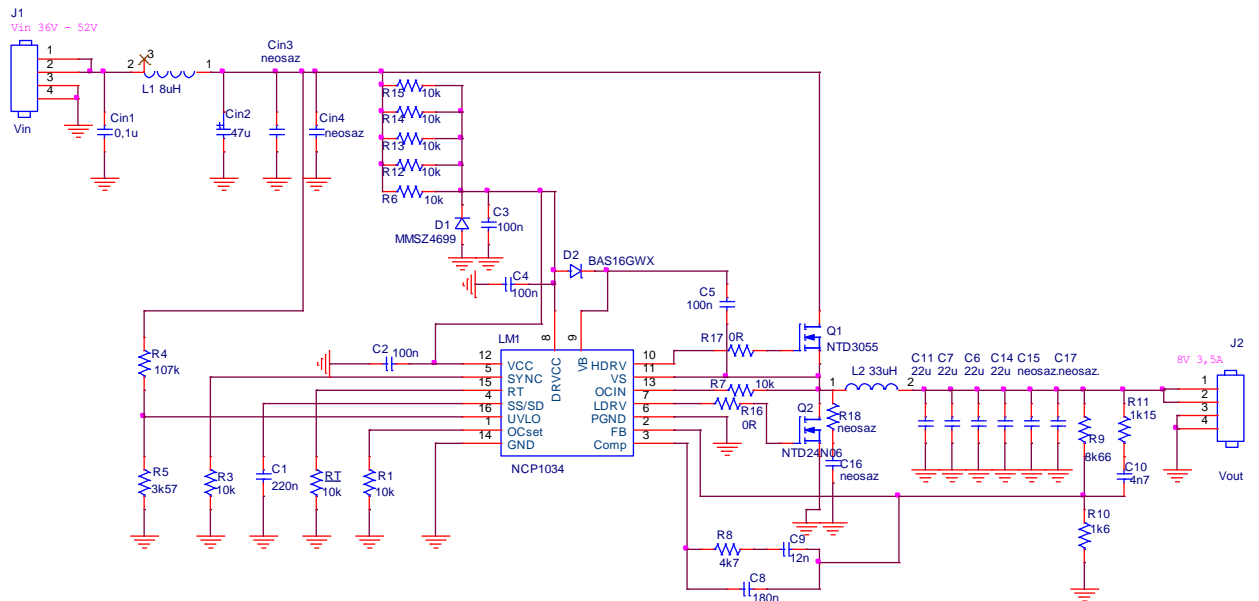 J1
Vin 36V - 52V
1
2
3
4
Vin
2
3
1
L1 8uH
Cin1
0,1u
Cin2
47u
Cin3
neosaz
Cin4
neosaz
R15
10k
R14
10k
R13
10k
R12
10k
R6
10k
D1
MMSZ4699
C3
100n
C4
100n
D2
BAS16GWX
C5
100n
R4
107k
C2
100n
LM1
8
9
12
VCC
5
SYNC
15
RT
4
SS/SD
16
UVLO
1
OCset
14
GND
DRVCC
VB
HDRV
10
VS
11
OCIN
13
LDRV
7
PGND
6
FB
2
Comp
3
NCP1034
R17
0R
Q1
NTD3055
R7
10k
R16
0R
Q2
NTD24N06
R18
neosaz
C16
neosaz
1
L2 33uH
2
C11
22u
C7
22u
C6
22u
C14
22u
C15
neosaz.
C17
neosaz.
R9
8k66
R11
1k15
C10
4n7
R10
1k6
8V 3,5A
J2
1
2
3
4
Vout
R5
3k57
R3
10k
C1
220n
RT
10k
R1
10k
R8
4k7
C9
12n
C8
180n